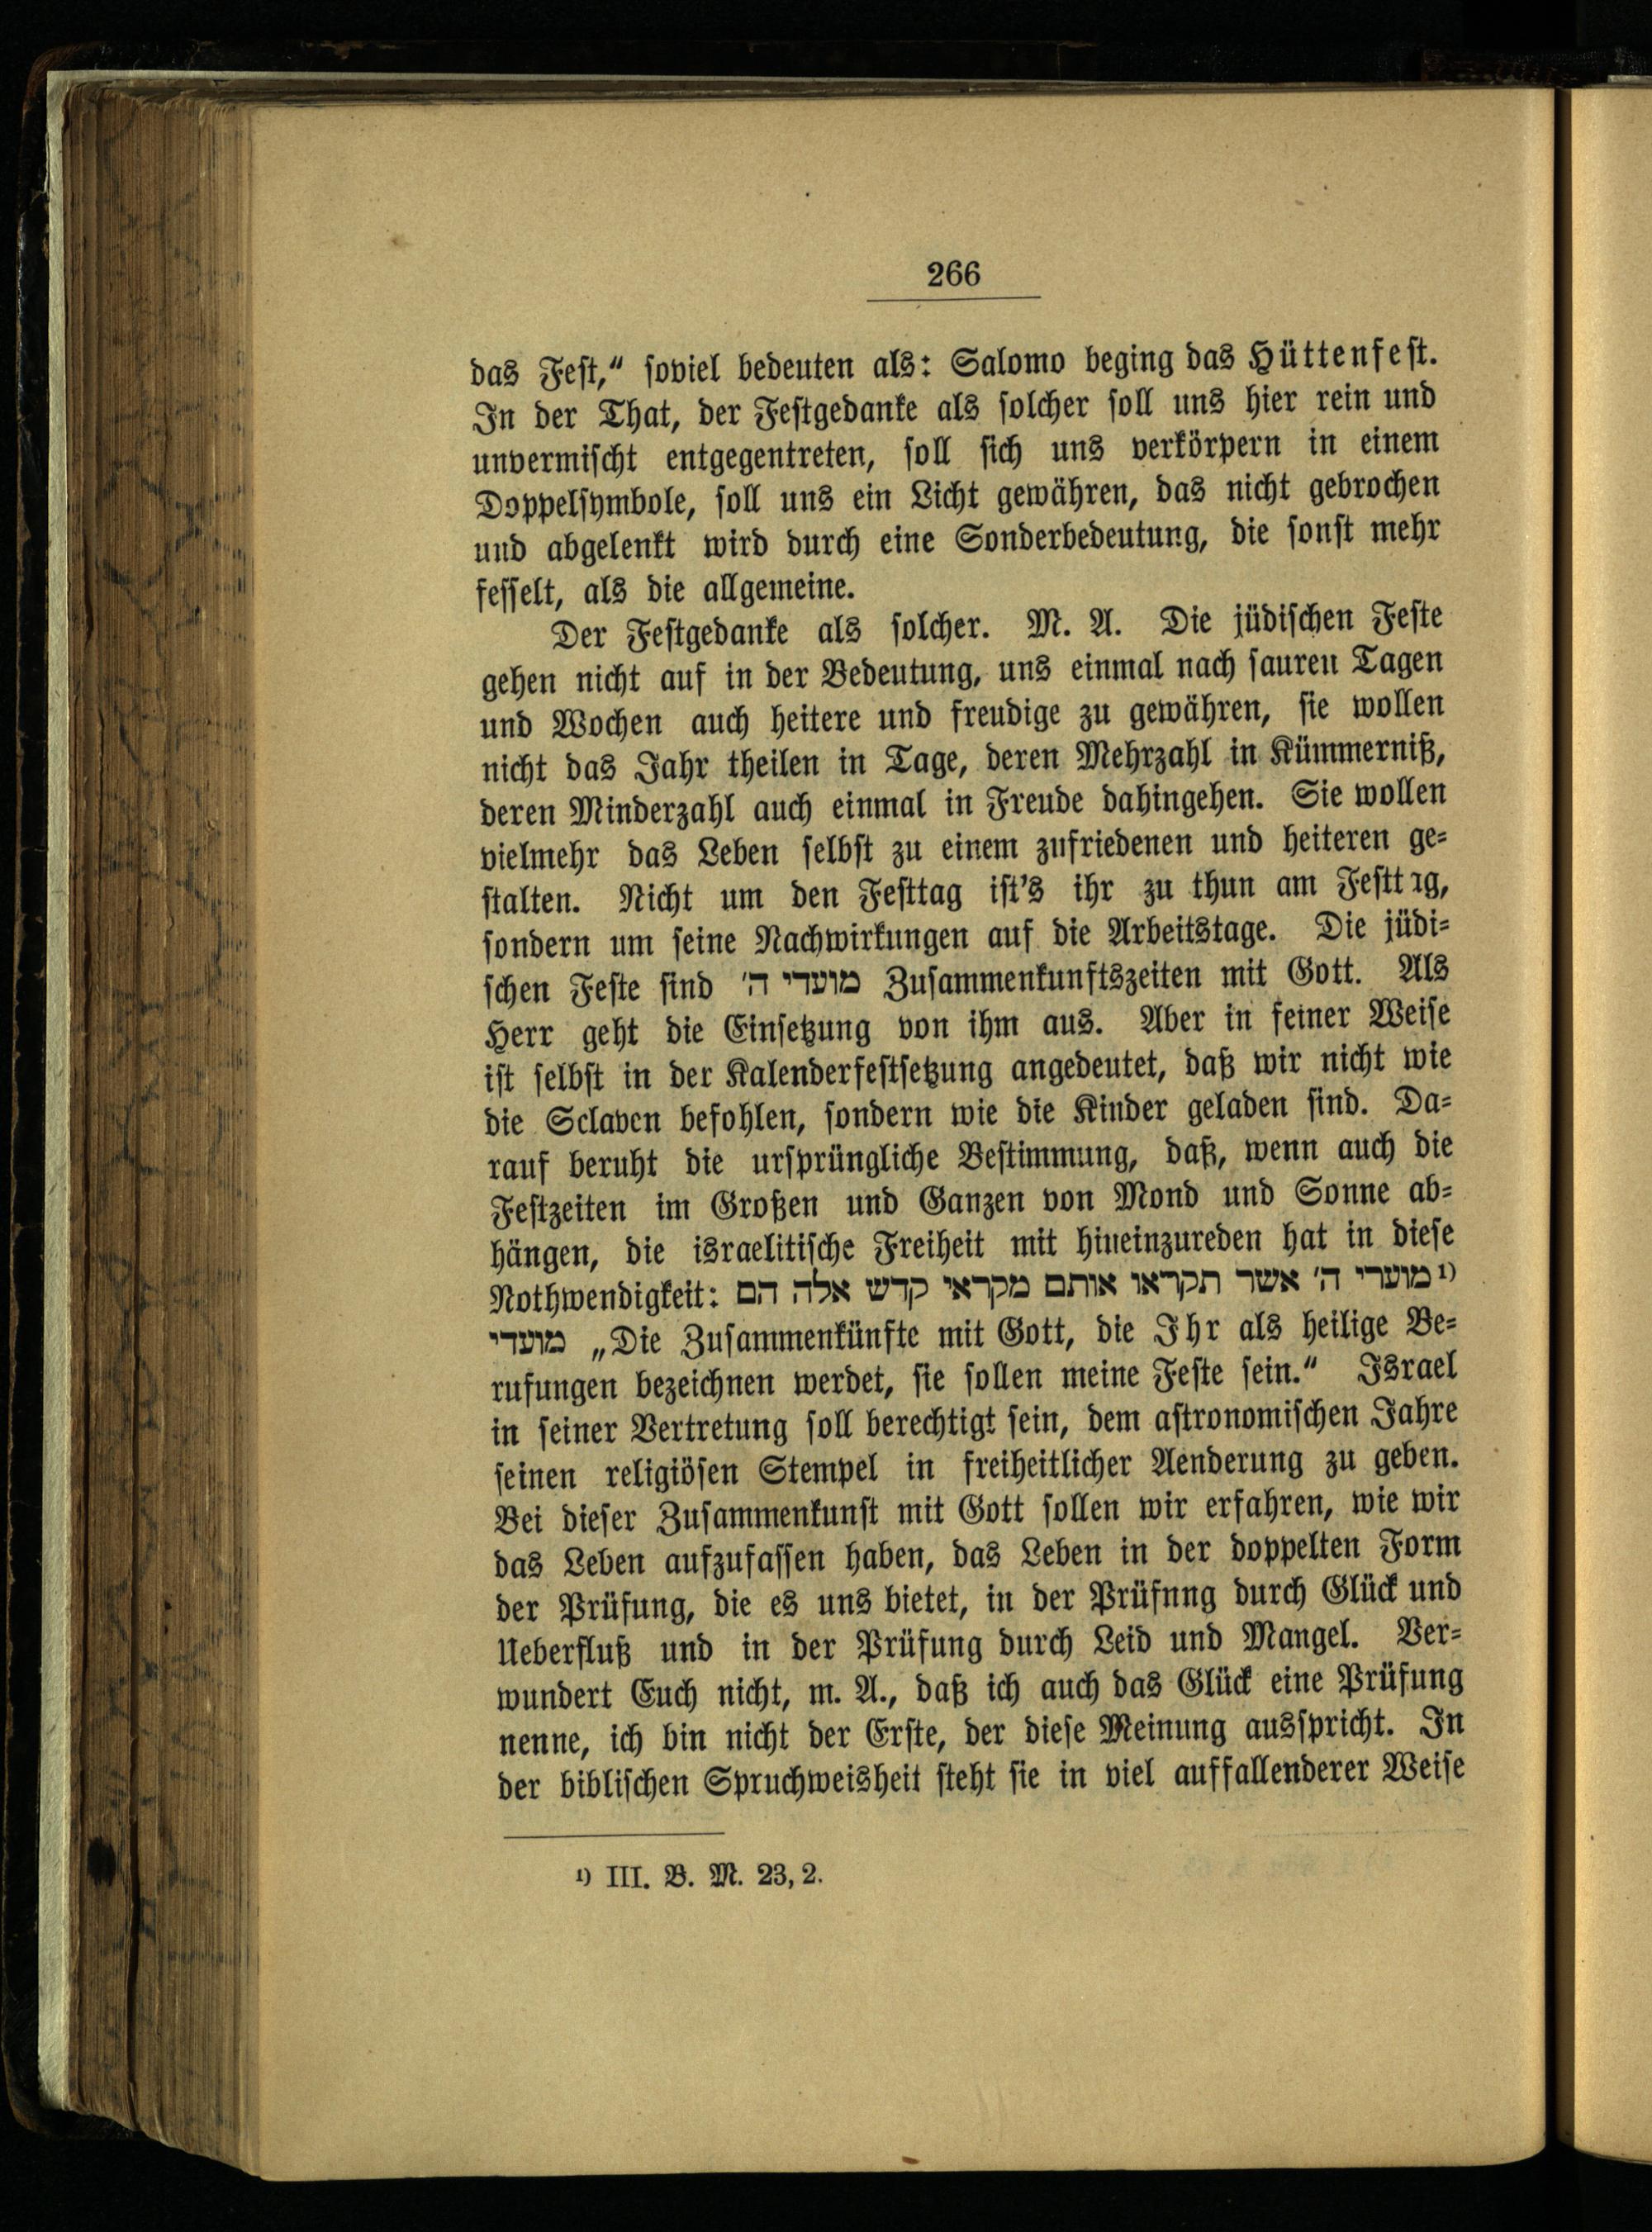 266
das Fest,“ soviel bedeuten als: Salomo beging das Hüttenfest.
In der That, der Festgedanke als solcher soll uns hier rein und
unvermischt entgegentreten, soll sich uns verkörpern in einem
Doppelsymbole, soll uns ein Licht gewähren, das nicht gebrochen
und abgelenkt wird durch eine Sonderbedeutung, die sonst mehr
fesselt, als die allgemeine.
Der Festgedanke als solcher. M. A. Die jüdischen Feste
gehen nicht auf in der Bedeutung, uns einmal nach sauren Tagen
und Wochen auch heitere und freudige zu gewähren, sie wollen
nicht das Jahr theilen in Tage, deren Mehrzahl in Kümmerniß,
deren Minderzahl auch einmal in Freude dahingehen. Sie wollen
vielmehr das Leben selbst zu einem zufriedenen und heiteren ge-
stalten. Nicht um den Festtag ist's ihr zu thun am Festtag,
sondern um seine Nachwirkungen auf die Arbeitstage. Die jüdi-
schen Feste sind מועדי ה' Zusammenkunftszeiten mit Gott. Als
Herr geht die Einsetzung von ihm aus. Aber in feiner Weise
ist selbst in der Kalenderfestsetzung angedeutet, daß wir nicht wie
die Sclaven befohlen, sondern wie die Kinder geladen sind. Da-
rauf beruht die ursprüngliche Bestimmung, daß, wenn auch die
Festzeiten im Großen und Ganzen von Mond und Sonne ab-
hängen, die israelitische Freiheit mit hineinzureden hat in diese
Nothwendigkeit: מוערי ה' אשר תקראו אותם מקראי קדש אלה הם ¹)
מועדי „Die Zusammenkünfte mit Gott, die Ihr als heilige Be-
rufungen bezeichnen werdet, sie sollen meine Feste sein.“ Israel
in seiner Vertretung soll berechtigt sein, dem astronomischen Jahre
seinen religiösen Stempel in freiheitlicher Aenderung zu geben.
Bei dieser Zusammenkunft mit Gott sollen wir erfahren, wie wir
das Leben aufzufassen haben, das Leben in der doppelten Form
der Prüfung, die es uns bietet, in der Prüfnng durch Glück und
Ueberfluß und in der Prüfung durch Leid und Mangel. Ver-
wundert Euch nicht, m. A., daß ich auch das Glück eine Prüfung
nenne, ich bin nicht der Erste, der diese Meinung ausspricht. In
der biblischen Spruchweisheit steht sie in viel auffallenderer Weise
¹) III. B. M. 23, 2.